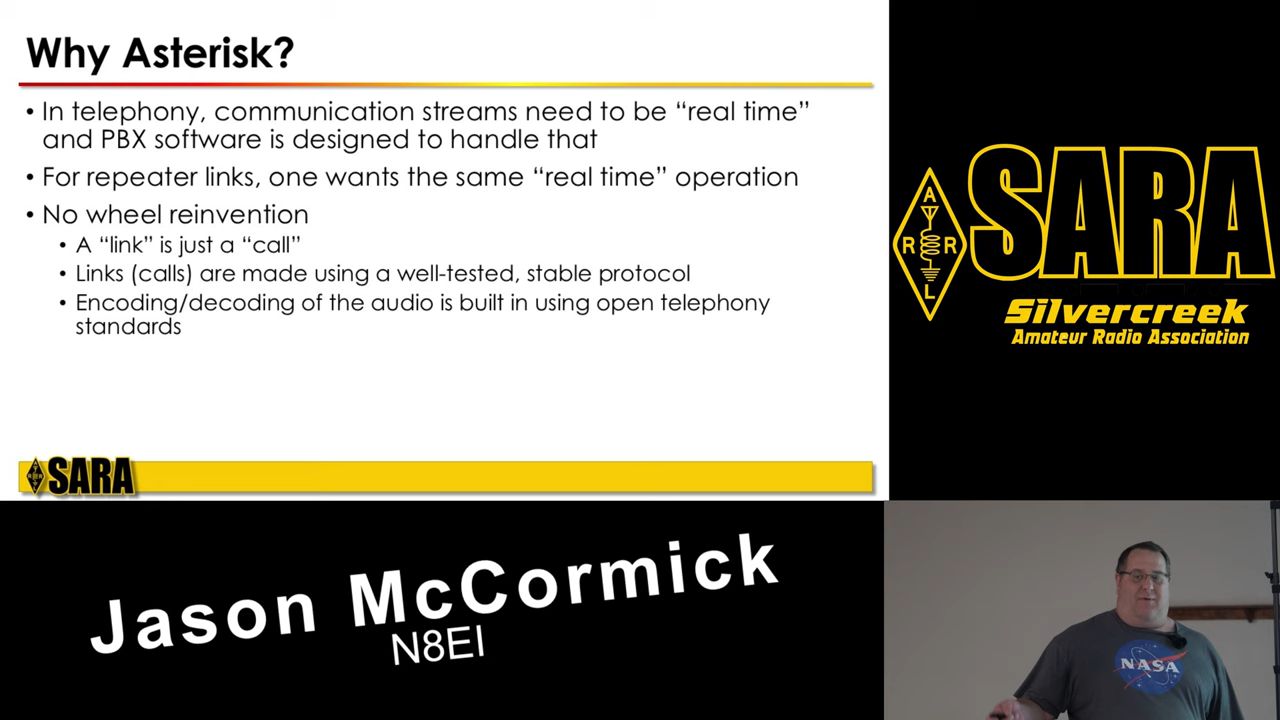 Why Asterisk?
• In telephony, communication streams need to be “real time”
and PBX software is designed to handle that
• For repeater links, one wants the same “real time” operation
• No wheel reinvention
• A “link” is just a “call”
• Links (calls) are made using a well-tested, stable protocol
• Encoding/decoding of the audio is built in using open telephony
standards
SARA
A
R R
L
SARA
Silvercreek
Amateur Radio Association
Jason McCormick
N8EI
NASA